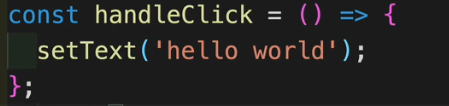 const handleClick = () => {
  setText('hello world');
};